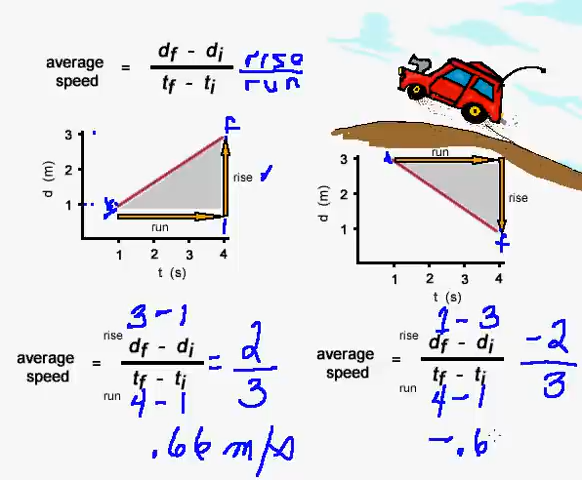 average speed = df - di / tf - ti rise / run
3
2
1
d (m)
rise
run
1 2 3 4
t (s)
3
2
1
d (m)
run
rise
f
1 2 3 4
t (s)
3 - 1
rise
average speed = df - di / tf - ti = 2 / 3
run
4 - 1
.66 m/s
1 - 3
rise
average speed = df - di / tf - ti -2 / 3
run
4 - 1
-.6